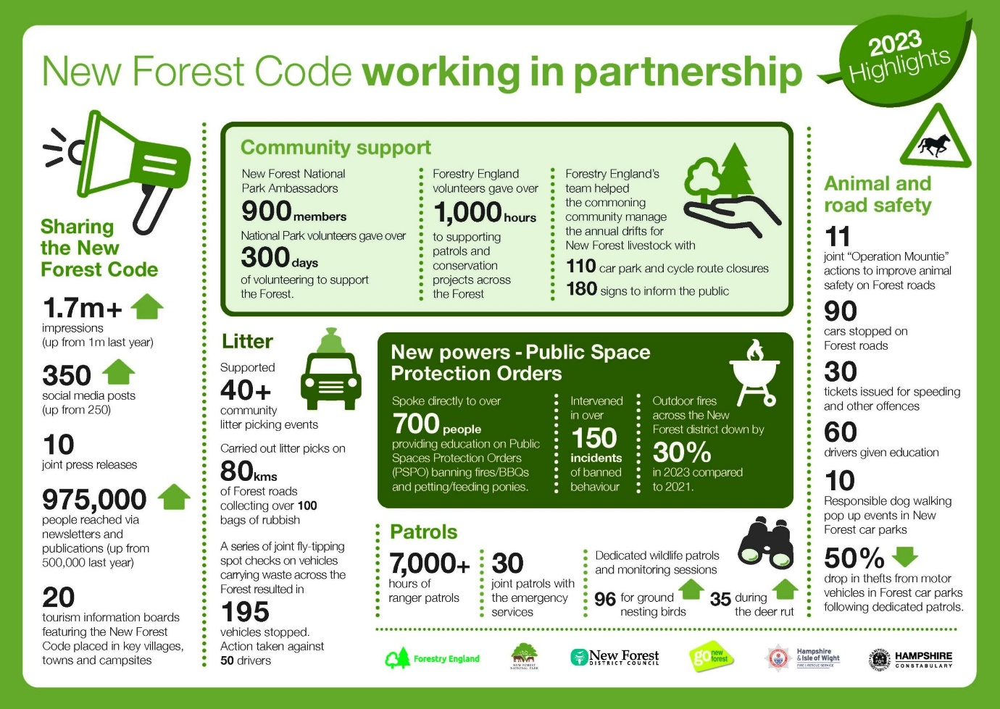 2023
Highlights
New Forest Code working in partnership
Sharing
the New
Forest Code
1.7m+
impressions
(up from 1m last year)
350
social media posts
(up from 250)
10
joint press releases
975,000
people reached via
newsletters and
publications (up from
500,000 last year)
20
tourism information boards
featuring the New Forest
Code placed in key villages,
towns and campsites
Community support
New Forest National
Park Ambassadors
900 members
National Park volunteers gave over
300 days
of volunteering to support
the Forest.
Forestry England
volunteers gave over
1,000 hours
to supporting
patrols and
conservation
projects across
the Forest
Forestry England's
team helped
the commoning
community manage
the annual drifts for
New Forest livestock with
110 car park and cycle route closures
180 signs to inform the public
Litter
Supported
40+
community
litter picking events
Carried out litter picks on
80kms
of Forest roads
collecting over 100
bags of rubbish
A series of joint fly-tipping
spot checks on vehicles
carrying waste across the
Forest resulted in
195
vehicles stopped.
Action taken against
50 drivers
New powers - Public Space
Protection Orders
Spoke directly to over
700 people
providing education on Public
Spaces Protection Orders
(PSPO) banning fires/BBQs
and petting/feeding ponies.
Intervened
in over
150
incidents
of banned
behaviour
Outdoor fires
across the New
Forest district down by
30%
in 2023 compared
to 2021.
Patrols
7,000+
hours of
ranger patrols
30
joint patrols with
the emergency
services
Dedicated wildlife patrols
and monitoring sessions
96 for ground
nesting birds
35 during
the deer rut
Animal and
road safety
11
joint "Operation Mountie"
actions to improve animal
safety on Forest roads
90
cars stopped on
Forest roads
30
tickets issued for speeding
and other offences
60
drivers given education
10
Responsible dog walking
pop up events in New
Forest car parks
50%
drop in thefts from motor
vehicles in Forest car parks
following dedicated patrols.
Forestry England
NEW FOREST
NATIONAL PARK
New Forest
DISTRICT COUNCIL
go new
forest
Hampshire
& Isle of Wight
FIRE & RESCUE SERVICE
HAMPSHIRE
CONSTABULARY